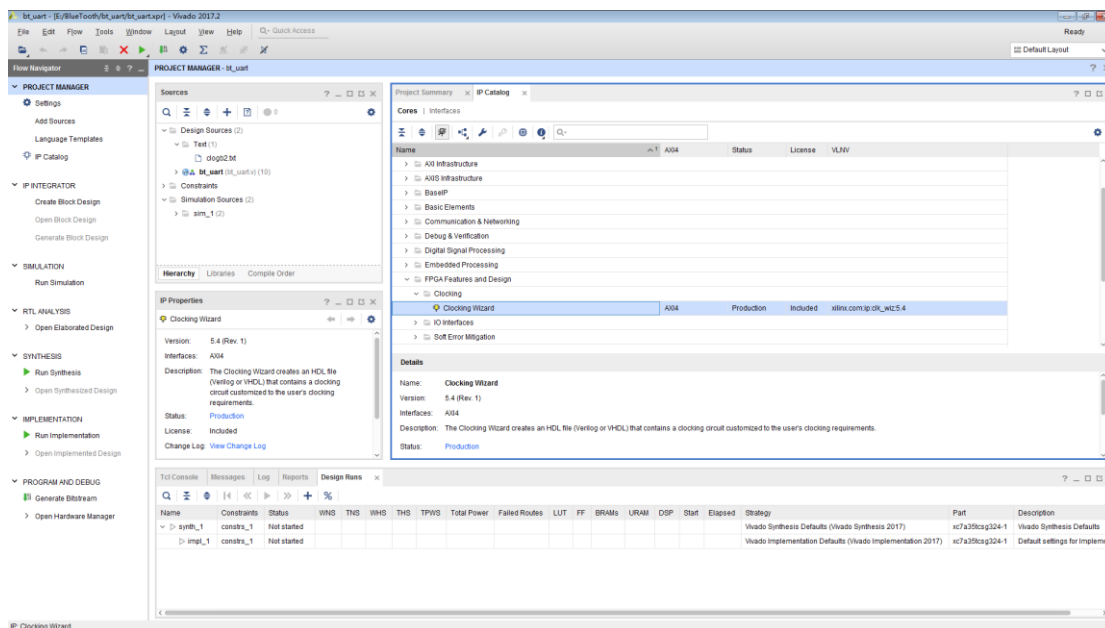 bt_uart - [E:/BlueTooth/bt_uart/bt_uart.xpr] - Vivado 2017.2
File Edit Flow Tools Window Layout View Help Q- Quick Access
Ready
Default Layout
Flow Navigator
PROJECT MANAGER - bt_uart
PROJECT MANAGER
Settings
Add Sources
Language Templates
IP Catalog
IP INTEGRATOR
Create Block Design
Open Block Design
Generate Block Design
SIMULATION
Run Simulation
RTL ANALYSIS
Open Elaborated Design
SYNTHESIS
Run Synthesis
Open Synthesized Design
IMPLEMENTATION
Run Implementation
Open Implemented Design
PROGRAM AND DEBUG
Generate Bitstream
Open Hardware Manager
Sources
Design Sources (2)
Text (1)
clogb2.txt
bt_uart (bt_uart.v) (10)
Constraints
Simulation Sources (2)
sim_1 (2)
Hierarchy Libraries Compile Order
IP Properties
Clocking Wizard
Version: 5.4 (Rev. 1)
Interfaces: AXI4
Description: The Clocking Wizard creates an HDL file
(Verilog or VHDL) that contains a clocking
circuit customized to the user's clocking
requirements.
Status: Production
License: Included
Change Log: View Change Log
Project Summary IP Catalog
Cores | Interfaces
Name AXI4 Status License VLNV
AXI Infrastructure
AXIS Infrastructure
BaseIP
Basic Elements
Communication & Networking
Debug & Verification
Digital Signal Processing
Embedded Processing
FPGA Features and Design
Clocking
Clocking Wizard AXI4 Production Included xilinx.com:ip:clk_wiz:5.4
IO Interfaces
Soft Error Mitigation
Details
Name: Clocking Wizard
Version: 5.4 (Rev. 1)
Interfaces: AXI4
Description: The Clocking Wizard creates an HDL file (Verilog or VHDL) that contains a clocking circuit customized to the user's clocking requirements.
Status: Production
Tcl Console Messages Log Reports Design Runs
Name Constraints Status WNS TNS WHS THS TPWS Total Power Failed Routes LUT FF BRAMs URAM DSP Start Elapsed Strategy Part Description
synth_1 constrs_1 Not started Vivado Synthesis Defaults (Vivado Synthesis 2017) xc7a35tcsg324-1 Vivado Synthesis Defaults
impl_1 constrs_1 Not started Vivado Implementation Defaults (Vivado Implementation 2017) xc7a35tcsg324-1 Default settings for Impleme
IP: Clocking Wizard